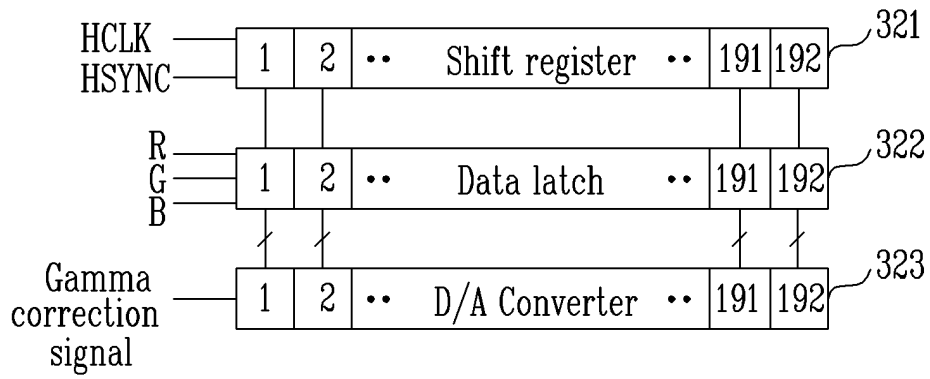 HCLK
HSYNC
1 2 •• Shift register •• 191 192
321
R
G
B
1 2 •• Data latch •• 191 192
322
Gamma
correction
signal
1 2 •• D/A Converter •• 191 192
323